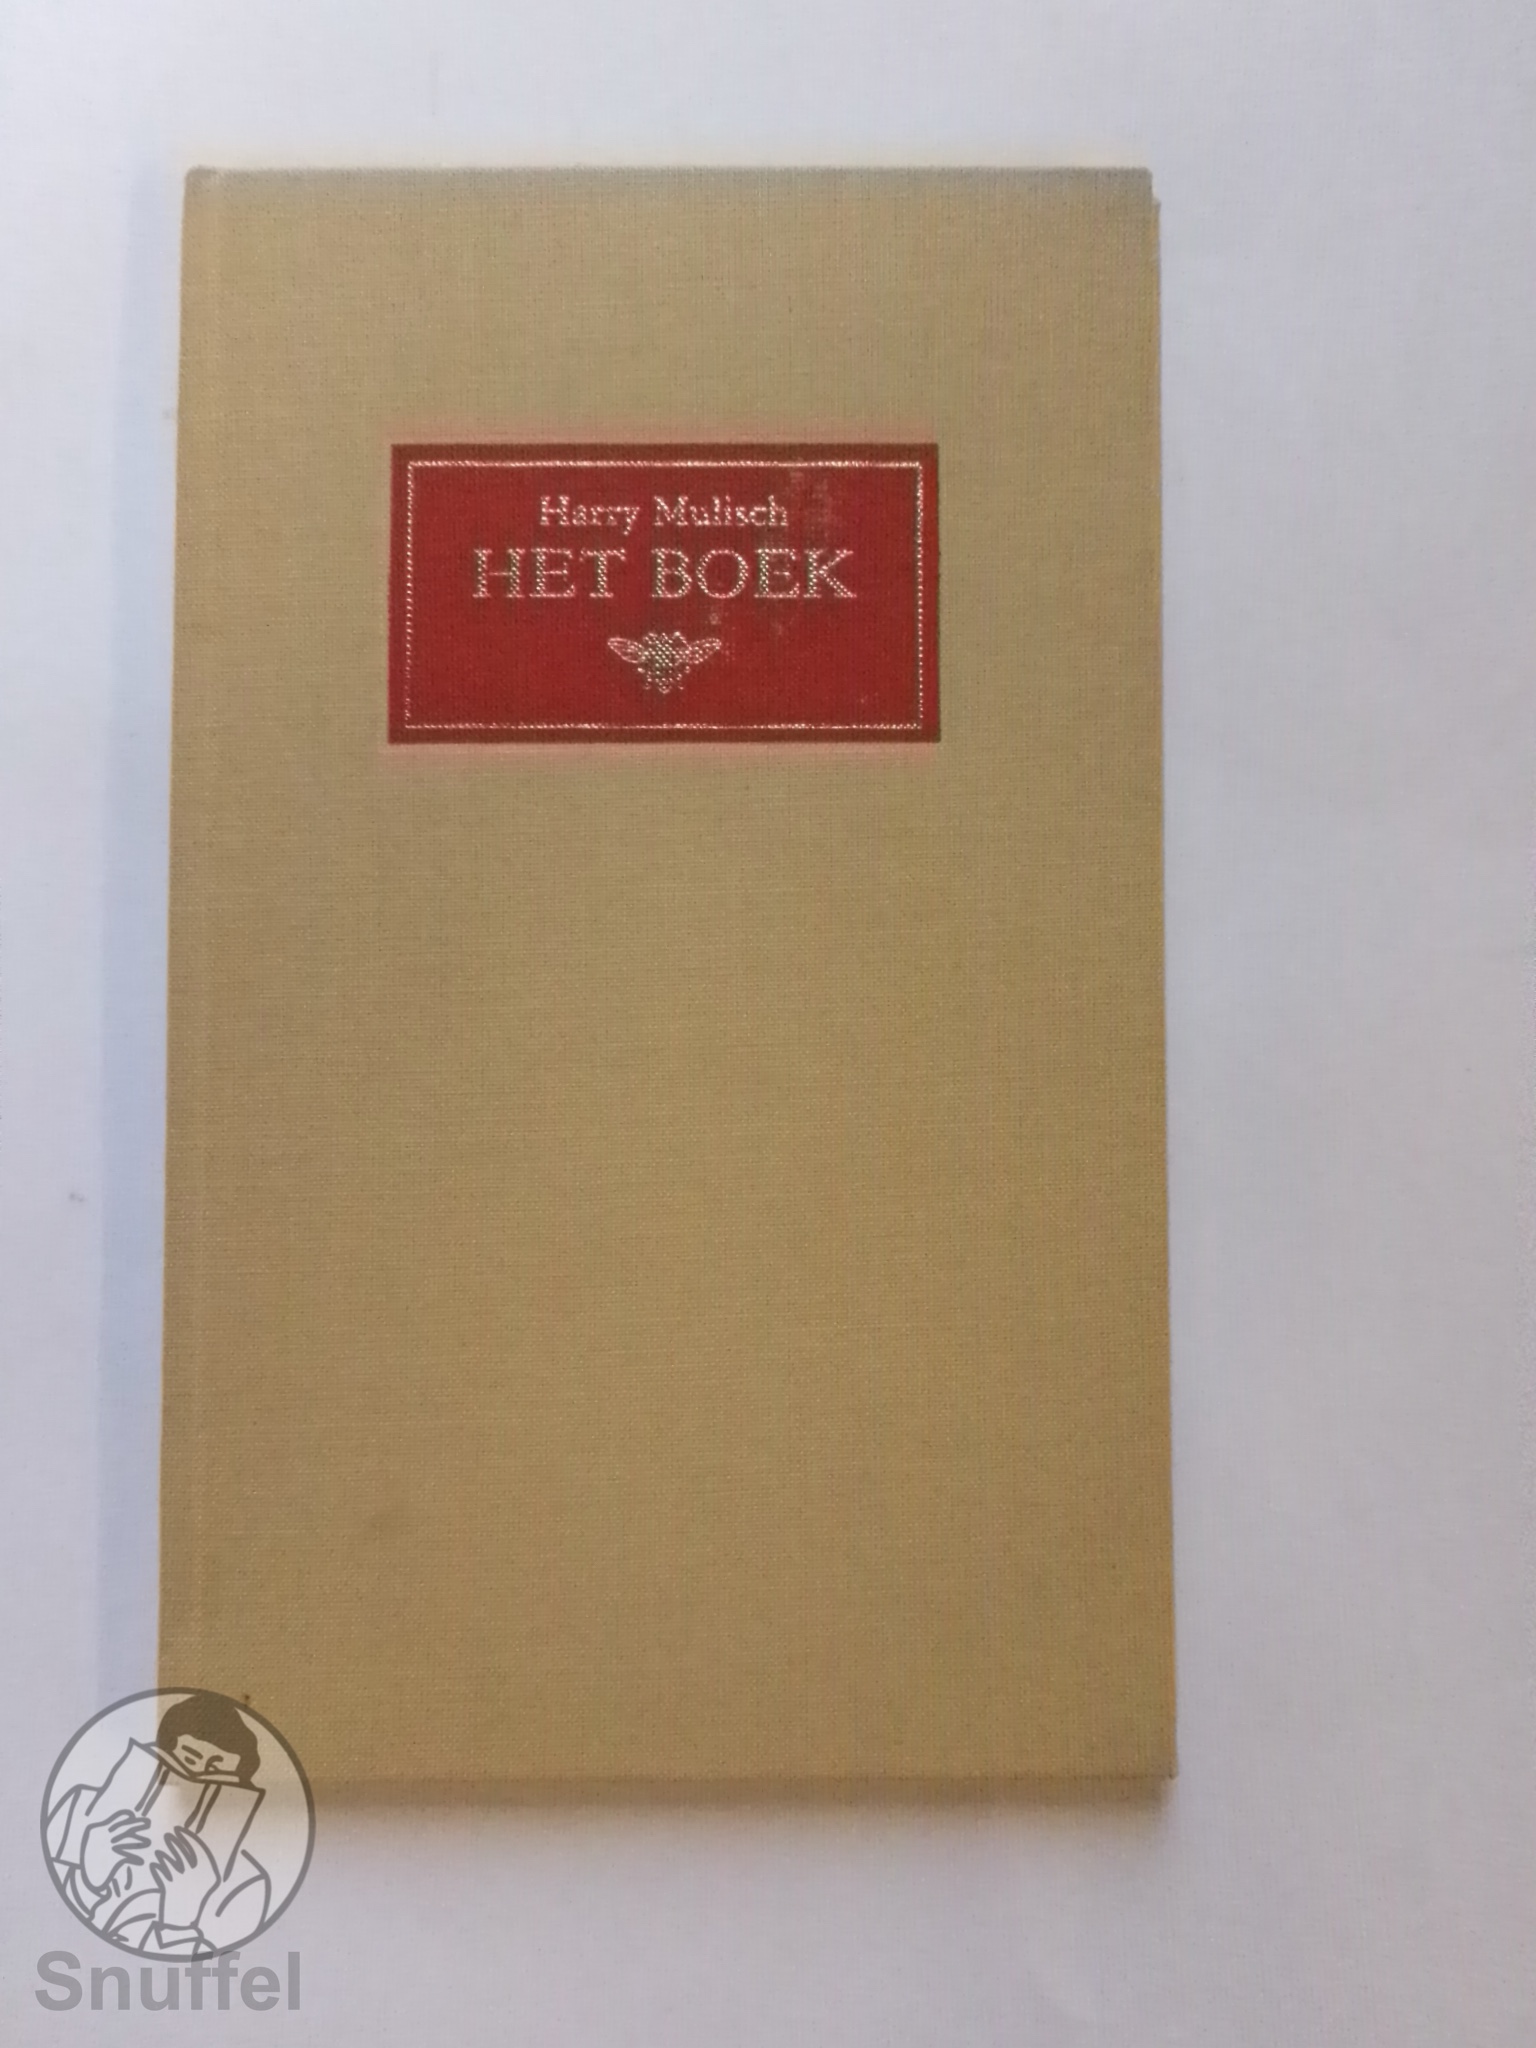 Harry Mulisch
HET BOEK
Snuffel